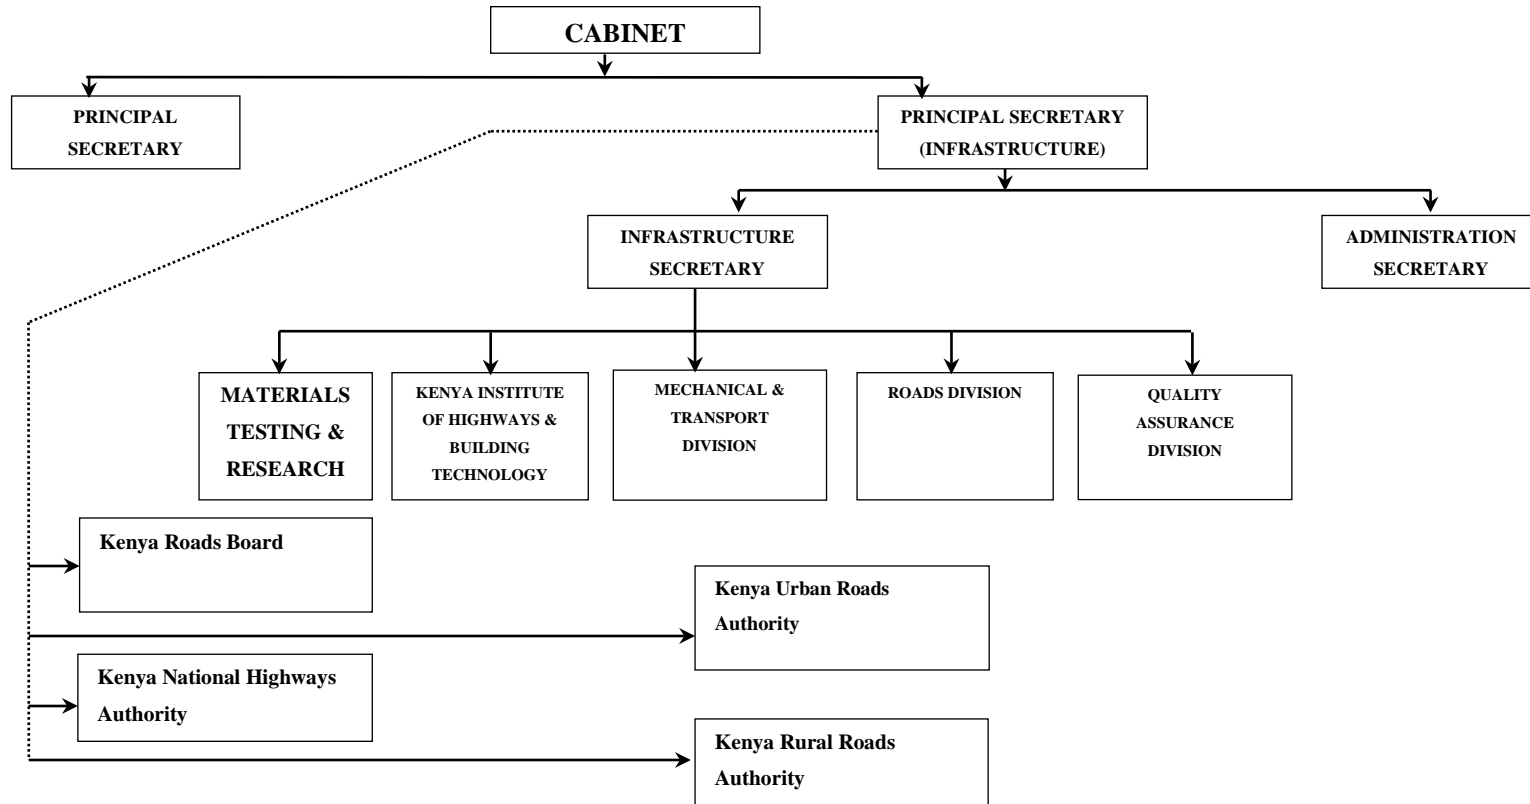 CABINET
PRINCIPAL
SECRETARY
PRINCIPAL SECRETARY
(INFRASTRUCTURE)
INFRASTRUCTURE
SECRETARY
ADMINISTRATION
SECRETARY
MATERIALS
TESTING &
RESEARCH
KENYA INSTITUTE
OF HIGHWAYS &
BUILDING
TECHNOLOGY
MECHANICAL &
TRANSPORT
DIVISION
ROADS DIVISION
QUALITY
ASSURANCE
DIVISION
Kenya Roads Board
Kenya Urban Roads
Authority
Kenya National Highways
Authority
Kenya Rural Roads
Authority